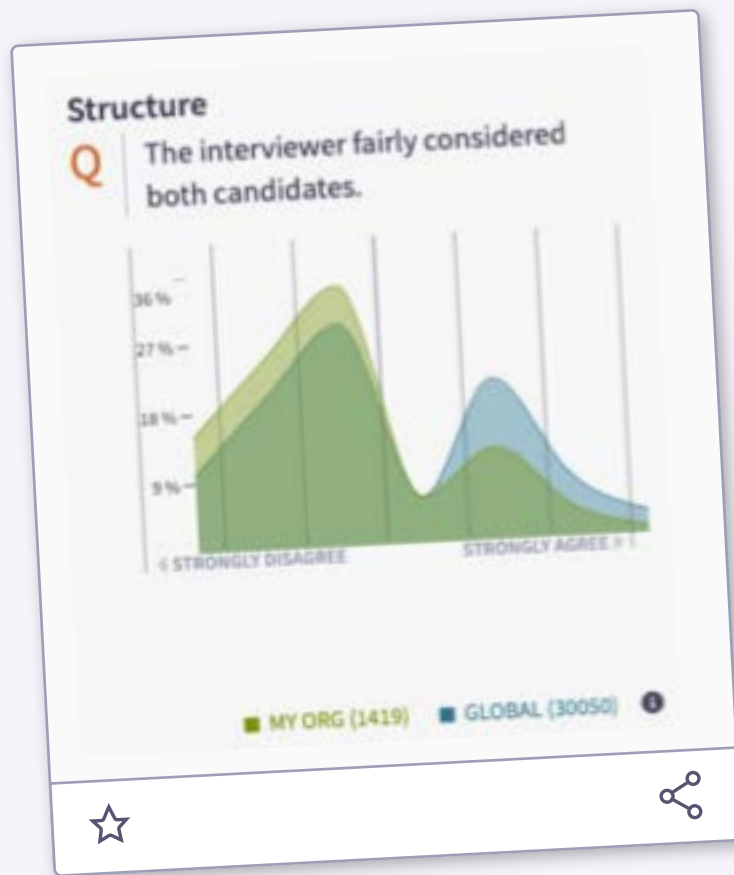 Structure
Q
The interviewer fairly considered
both candidates.
36 %
27 %
18 %
9 %
STRONGLY DISAGREE
STRONGLY AGREE
MY ORG (1419)
GLOBAL (30050)
i